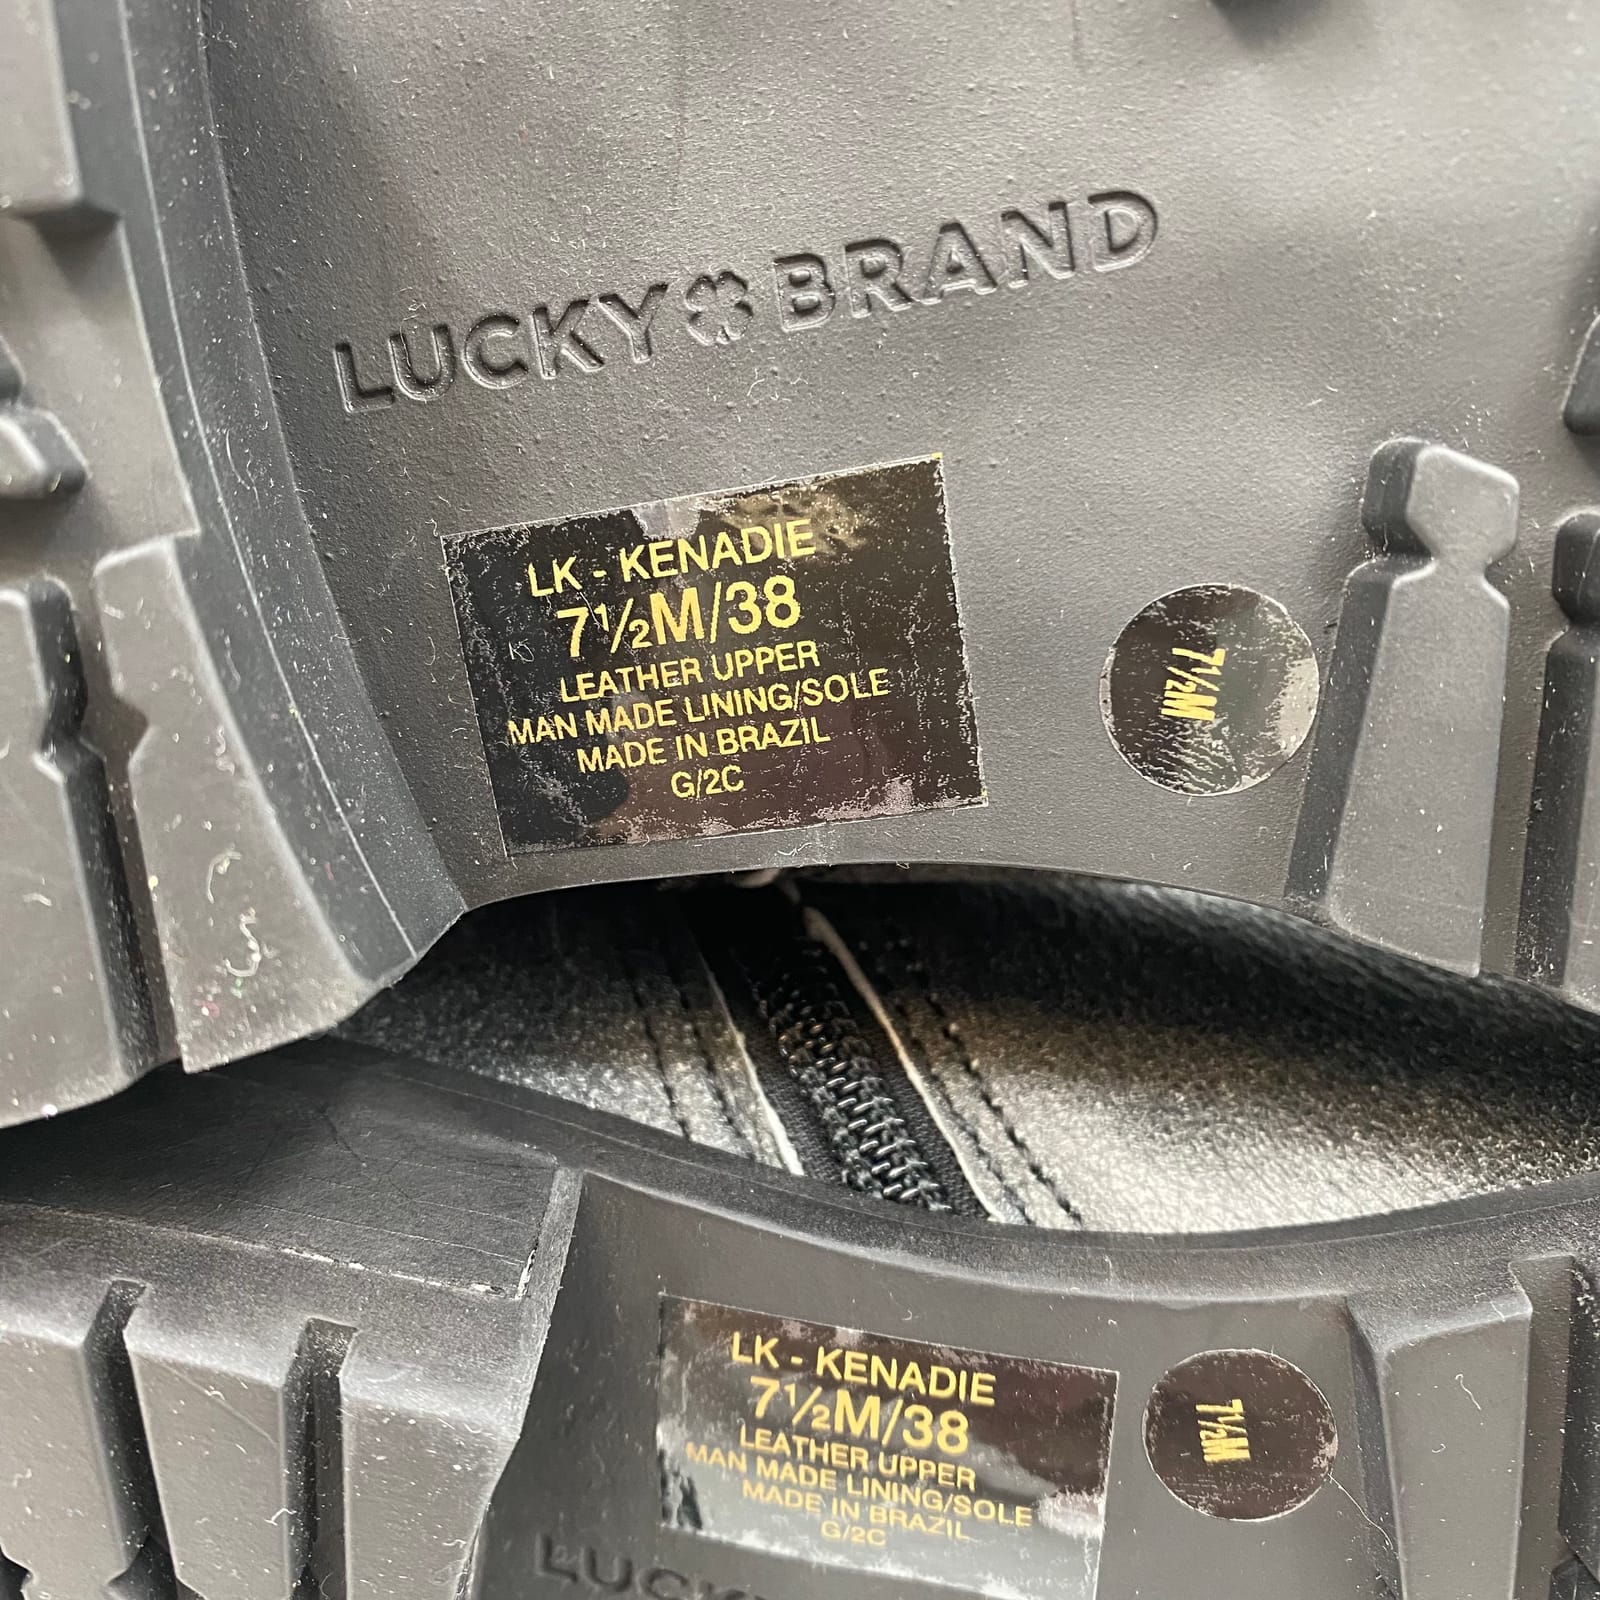 LUCKY BRAND
LK - KENADIE
7½M/38
LEATHER UPPER
MAN MADE LINING/SOLE
MADE IN BRAZIL
G/2C
7½M
LK - KENADIE
7½M/38
LEATHER UPPER
MAN MADE LINING/SOLE
MADE IN BRAZIL
G/2C
7½M
LUCK